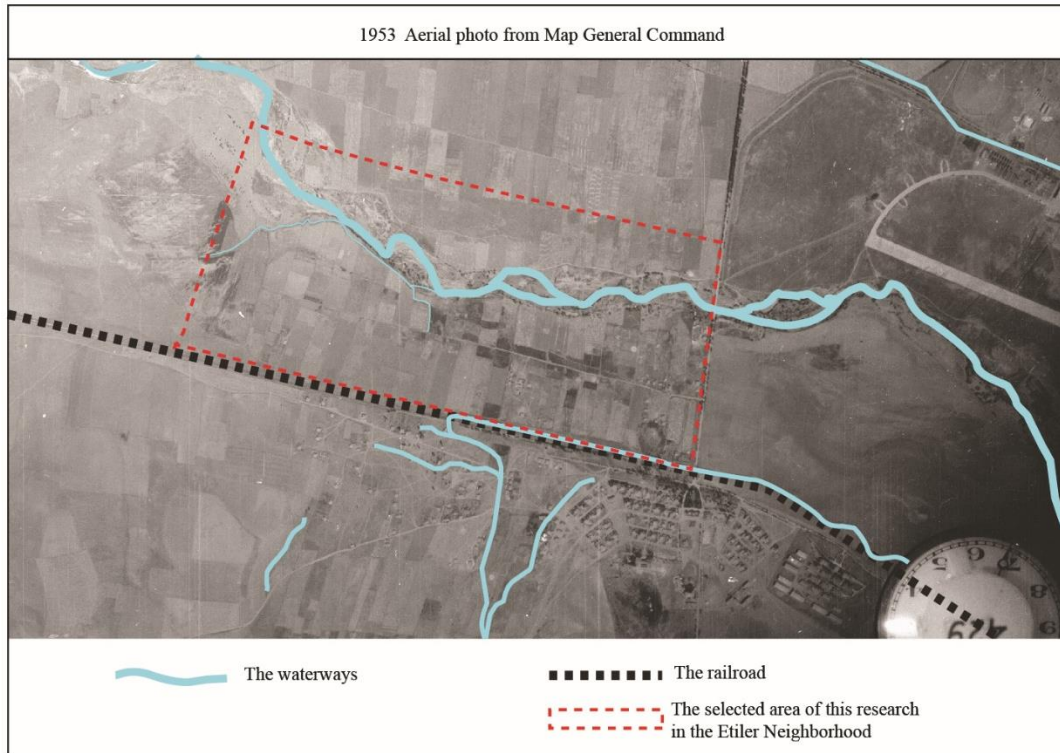 1953 Aerial photo from Map General Command
The waterways
The railroad
The selected area of this research
in the Etiler Neighborhood